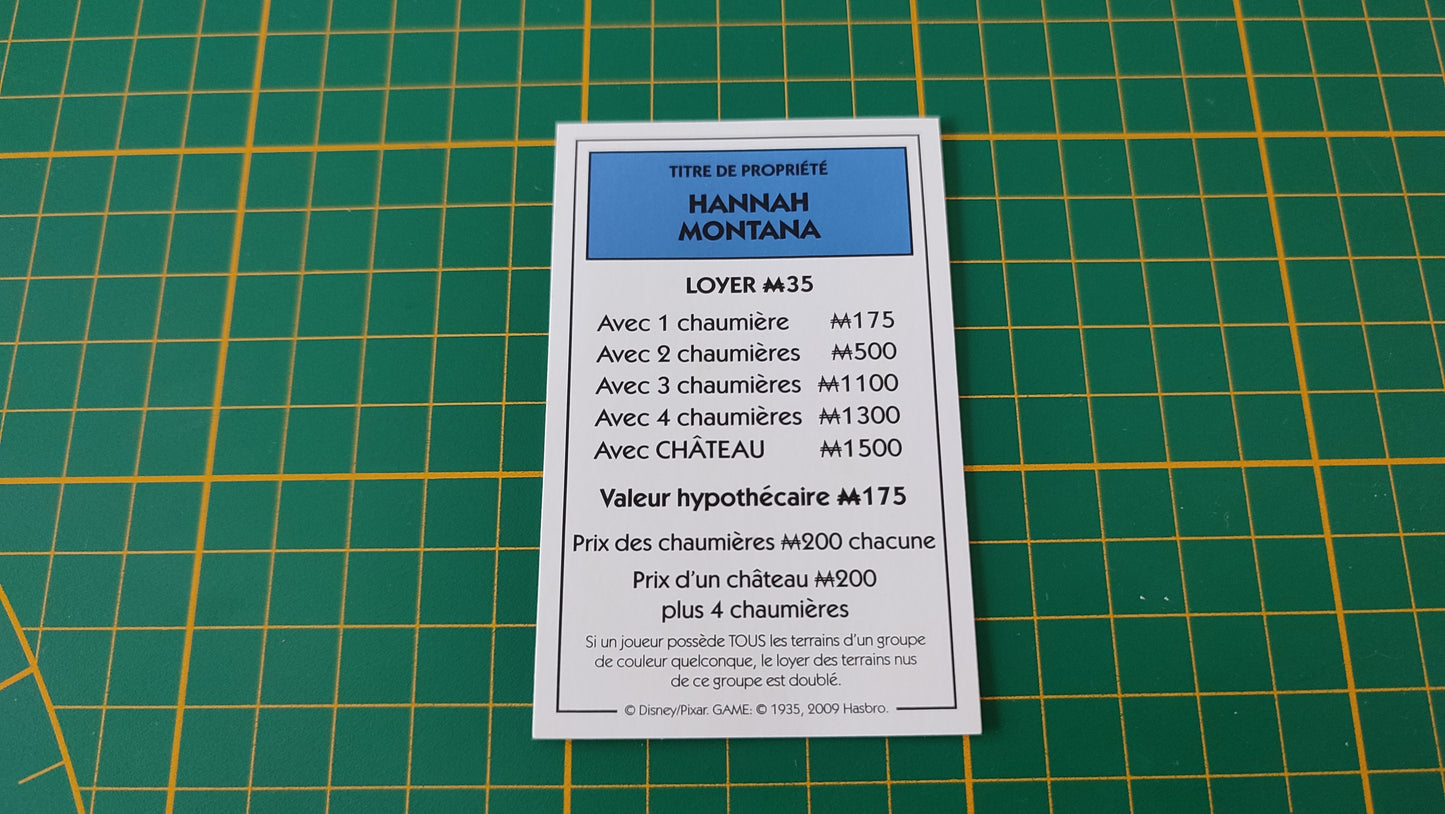 TITRE DE PROPRIÉTÉ
HANNAH
MONTANA
LOYER ₩35
Avec 1 chaumière ₩175
Avec 2 chaumières ₩500
Avec 3 chaumières ₩1100
Avec 4 chaumières ₩1300
Avec CHÂTEAU ₩1500
Valeur hypothécaire ₩175
Prix des chaumières ₩200 chacune
Prix d'un château ₩200
plus 4 chaumières
Si un joueur possède TOUS les terrains d'un groupe
de couleur quelconque, le loyer des terrains nus
de ce groupe est doublé.
© Disney/Pixar. GAME: © 1935, 2009 Hasbro.